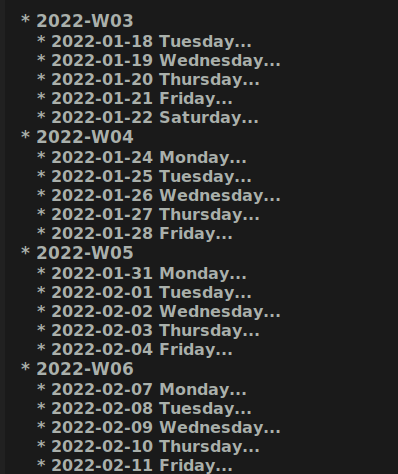 * 2022-W03
* 2022-01-18 Tuesday...
* 2022-01-19 Wednesday...
* 2022-01-20 Thursday...
* 2022-01-21 Friday...
* 2022-01-22 Saturday...
* 2022-W04
* 2022-01-24 Monday...
* 2022-01-25 Tuesday...
* 2022-01-26 Wednesday...
* 2022-01-27 Thursday...
* 2022-01-28 Friday...
* 2022-W05
* 2022-01-31 Monday...
* 2022-02-01 Tuesday...
* 2022-02-02 Wednesday...
* 2022-02-03 Thursday...
* 2022-02-04 Friday...
* 2022-W06
* 2022-02-07 Monday...
* 2022-02-08 Tuesday...
* 2022-02-09 Wednesday...
* 2022-02-10 Thursday...
* 2022-02-11 Friday...